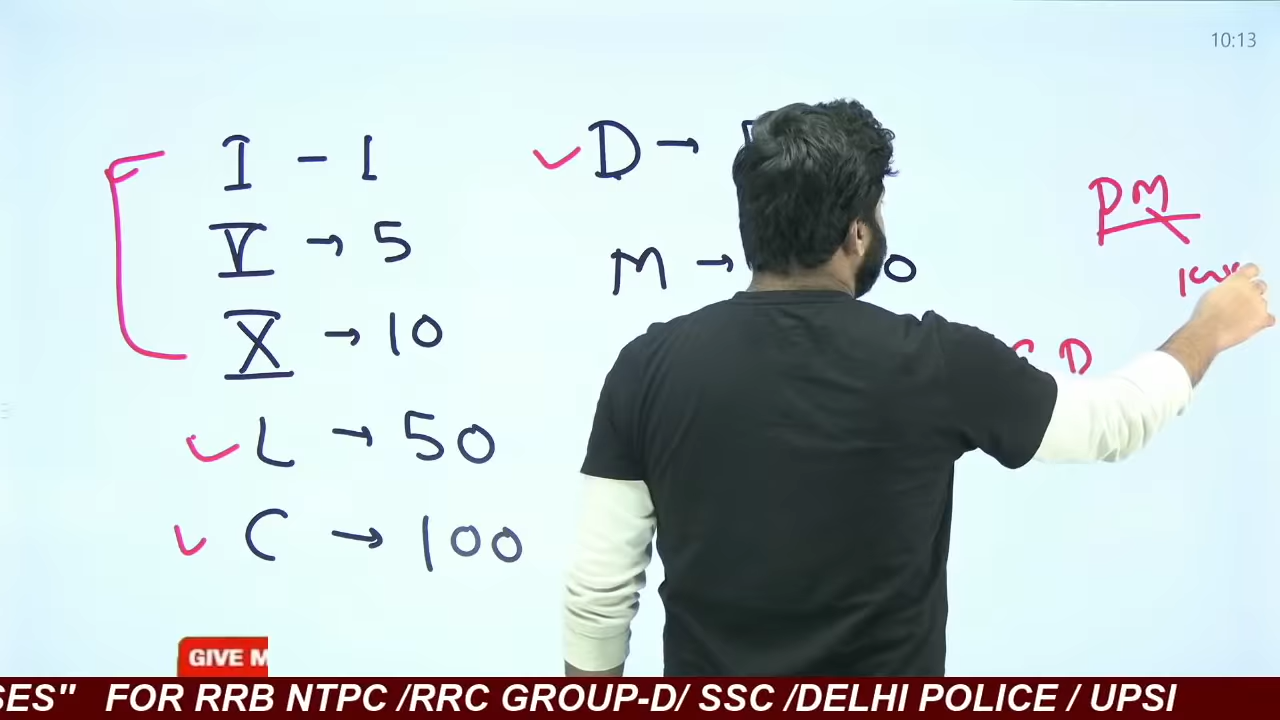 10:13
I - 1
V → 5
X → 10
L → 50
C → 100
D →
M →
PM
D
GIVE M
SES" FOR RRB NTPC /RRC GROUP-D/ SSC /DELHI POLICE / UPSI